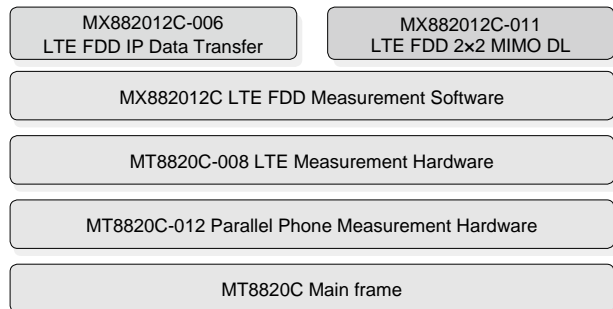 MX882012C-006
LTE FDD IP Data Transfer
MX882012C-011
LTE FDD 2×2 MIMO DL
MX882012C LTE FDD Measurement Software
MT8820C-008 LTE Measurement Hardware
MT8820C-012 Parallel Phone Measurement Hardware
MT8820C Main frame